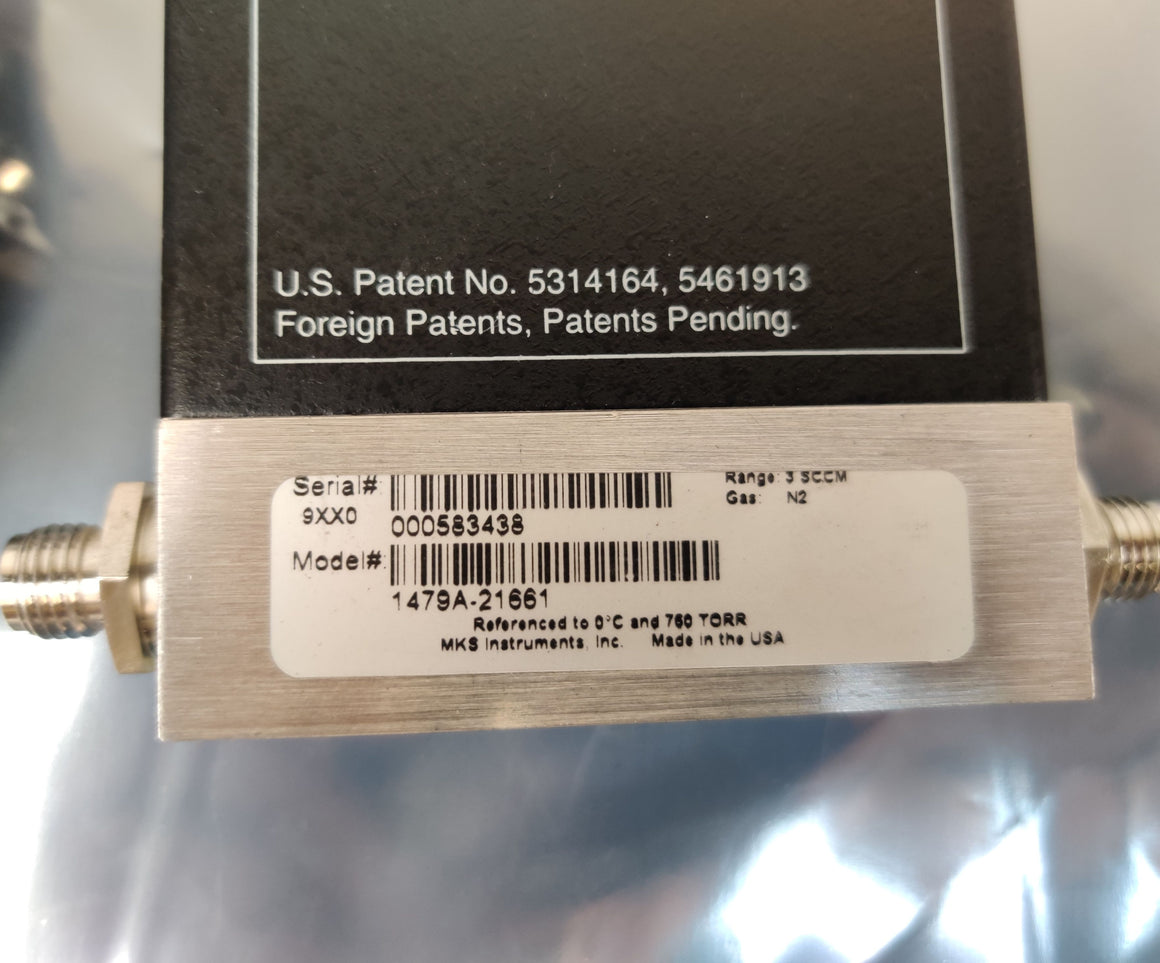 U.S. Patent No. 5314164, 5461913
Foreign Patents, Patents Pending.
Serial#
9XX0
000583438
Range: 3 SCCM
Gas: N2
Model#:
1479A-21661
Referenced to 0°C and 760 TORR
MKS Instruments, Inc. Made in the USA